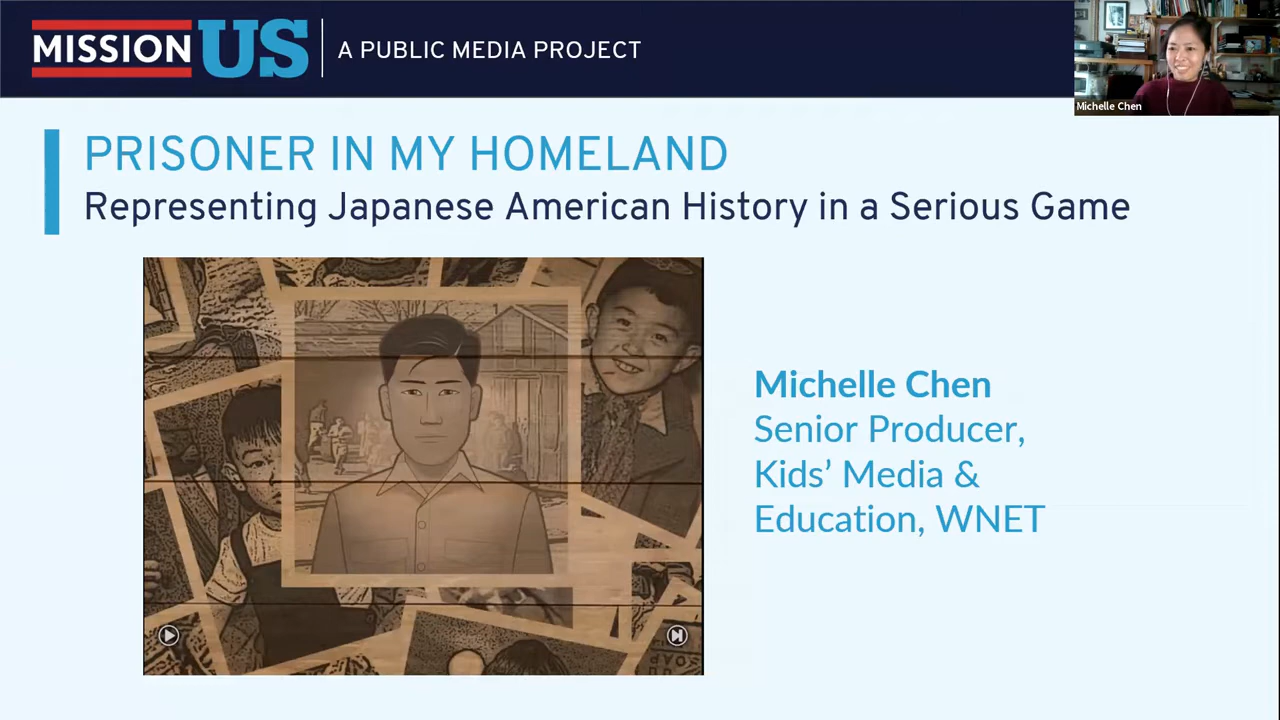 MISSION US
A PUBLIC MEDIA PROJECT
Michelle Chen
PRISONER IN MY HOMELAND
Representing Japanese American History in a Serious Game
Michelle Chen
Senior Producer,
Kids’ Media &
Education, WNET
SOAP